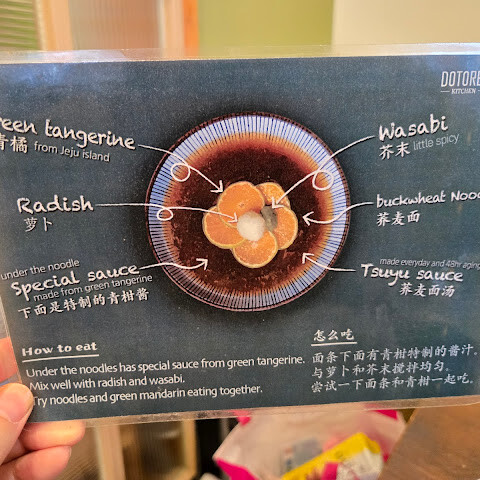 DOTORE
KITCHEN
reen tangerine
青橘 from Jeju island
Wasabi
芥末 little spicy
Radish
萝卜
buckwheat Nood
荞麦面
under the noodle
Special sauce
made from green tangerine
下面是特制的青柑酱
made everyday and 48hr aging
Tsuyu sauce
荞麦面汤
How to eat
Under the noodles has special sauce from green tangerine.
Mix well with radish and wasabi.
Try noodles and green mandarin eating together.
怎么吃
面条下面有青柑特制的酱汁.
与萝卜和芥末搅拌均匀.
尝试一下面条和青柑一起吃.